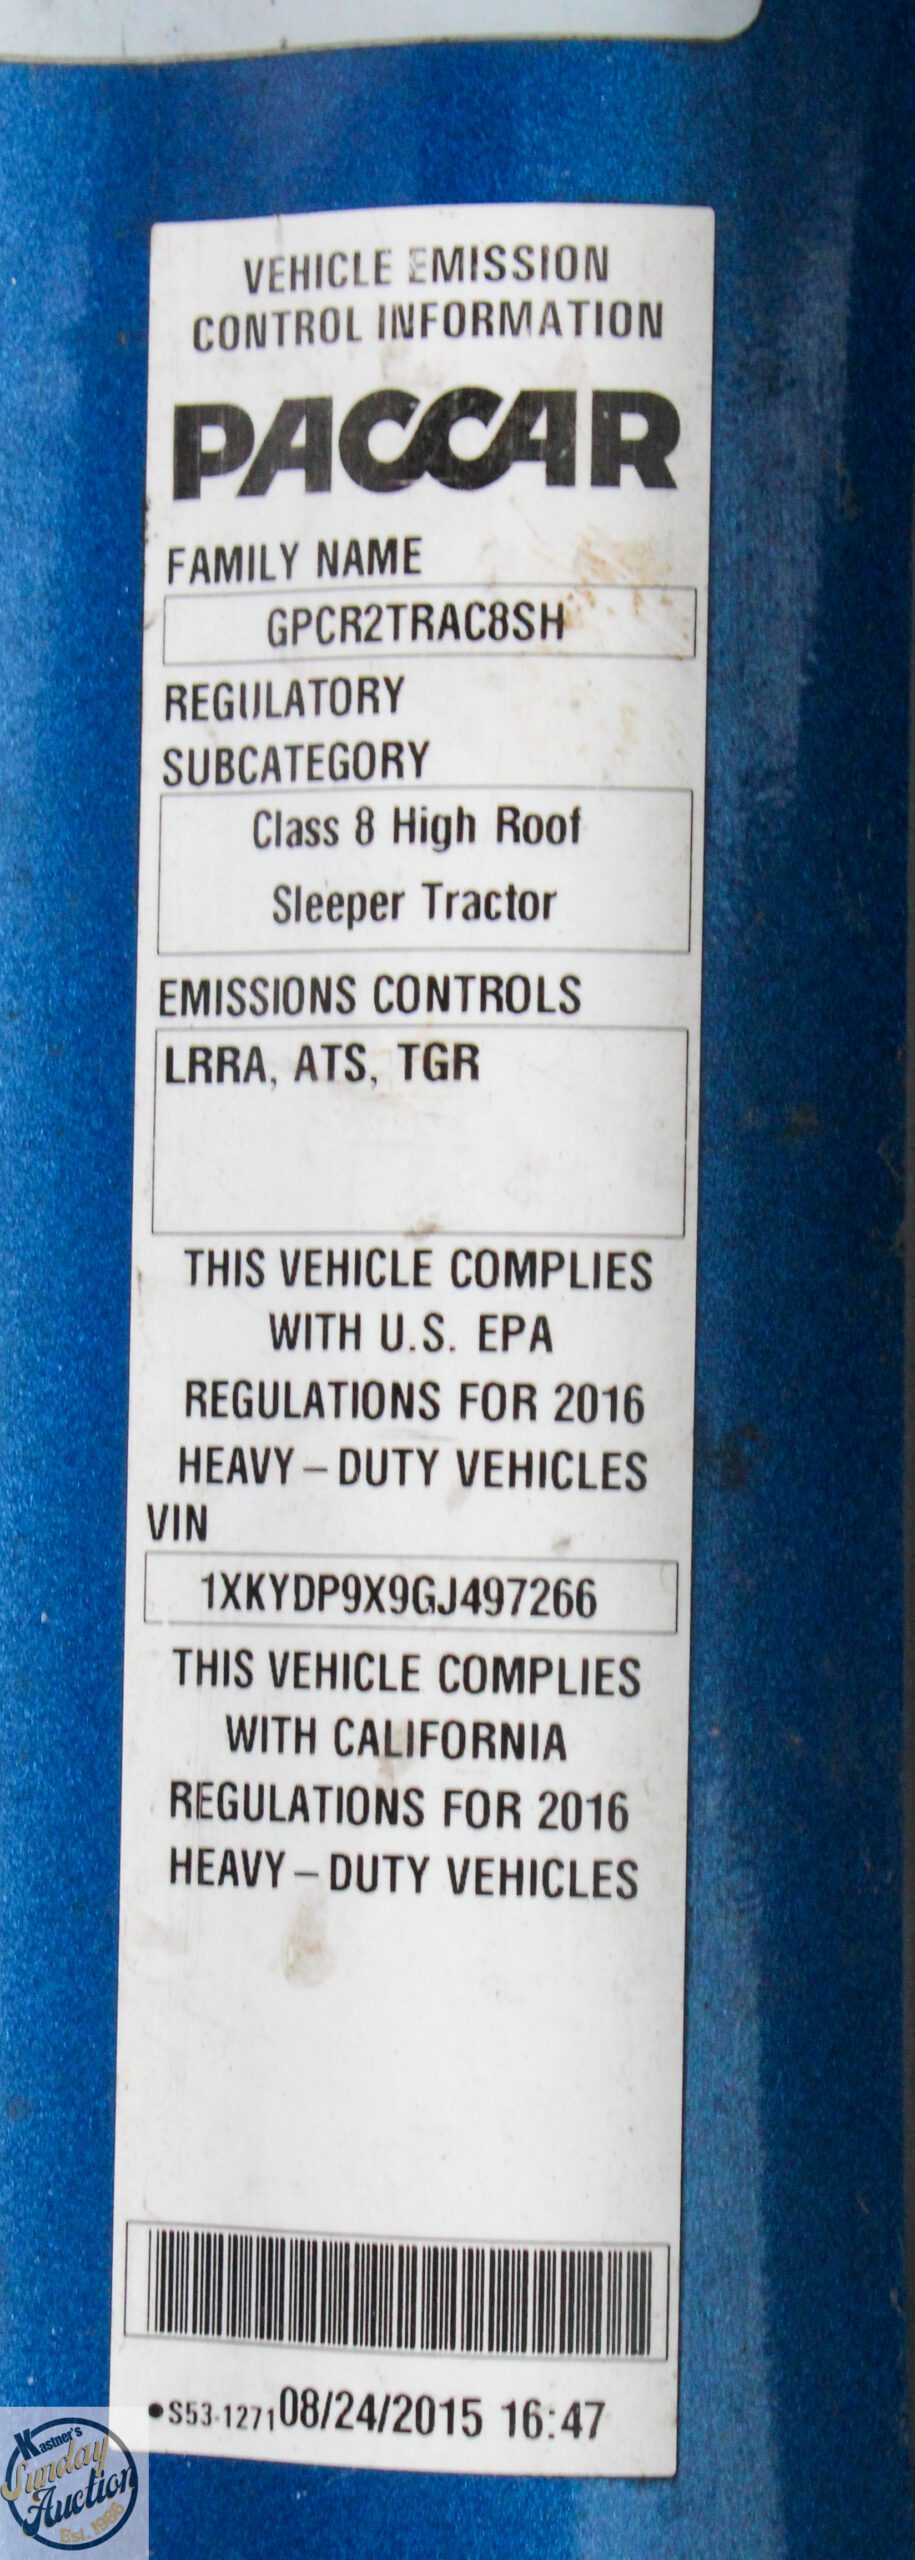 VEHICLE EMISSION
CONTROL INFORMATION
PACCAR
FAMILY NAME
GPCR2TRAC8SH
REGULATORY
SUBCATEGORY
Class 8 High Roof
Sleeper Tractor
EMISSIONS CONTROLS
LRRA, ATS, TGR
THIS VEHICLE COMPLIES
WITH U.S. EPA
REGULATIONS FOR 2016
HEAVY – DUTY VEHICLES
VIN
1XKYDP9X9GJ497266
THIS VEHICLE COMPLIES
WITH CALIFORNIA
REGULATIONS FOR 2016
HEAVY – DUTY VEHICLES
•S53-1271 08/24/2015 16:47
Kastner's
Sunday
Auction
Est. 1986